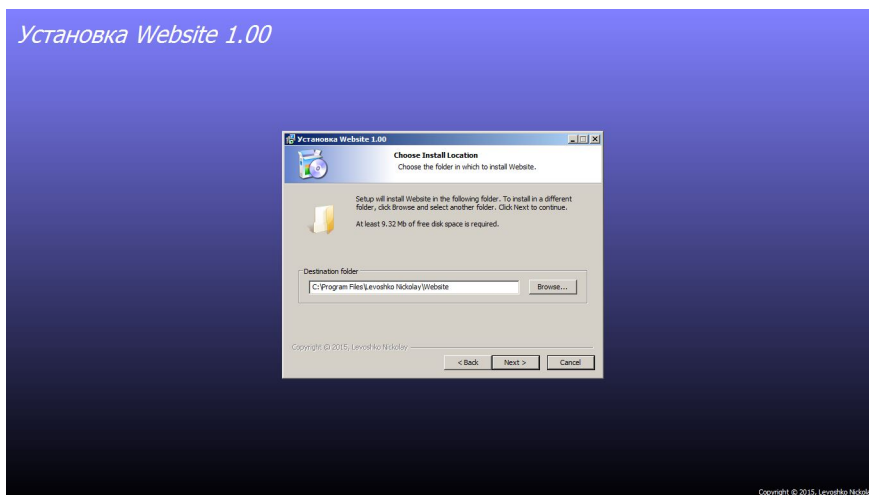 Установка Website 1.00
Установка Website 1.00
Choose Install Location
Choose the folder in which to install Website.
Setup will install Website in the following folder. To install in a different
folder, click Browse and select another folder. Click Next to continue.
At least 9.32 Mb of free disk space is required.
Destination folder
C:\Program Files\Levoshko Nickolay\Website
Browse...
Copyright © 2015, Levoshko Nickolay
< Back
Next >
Cancel
Copyright © 2015, Levoshko